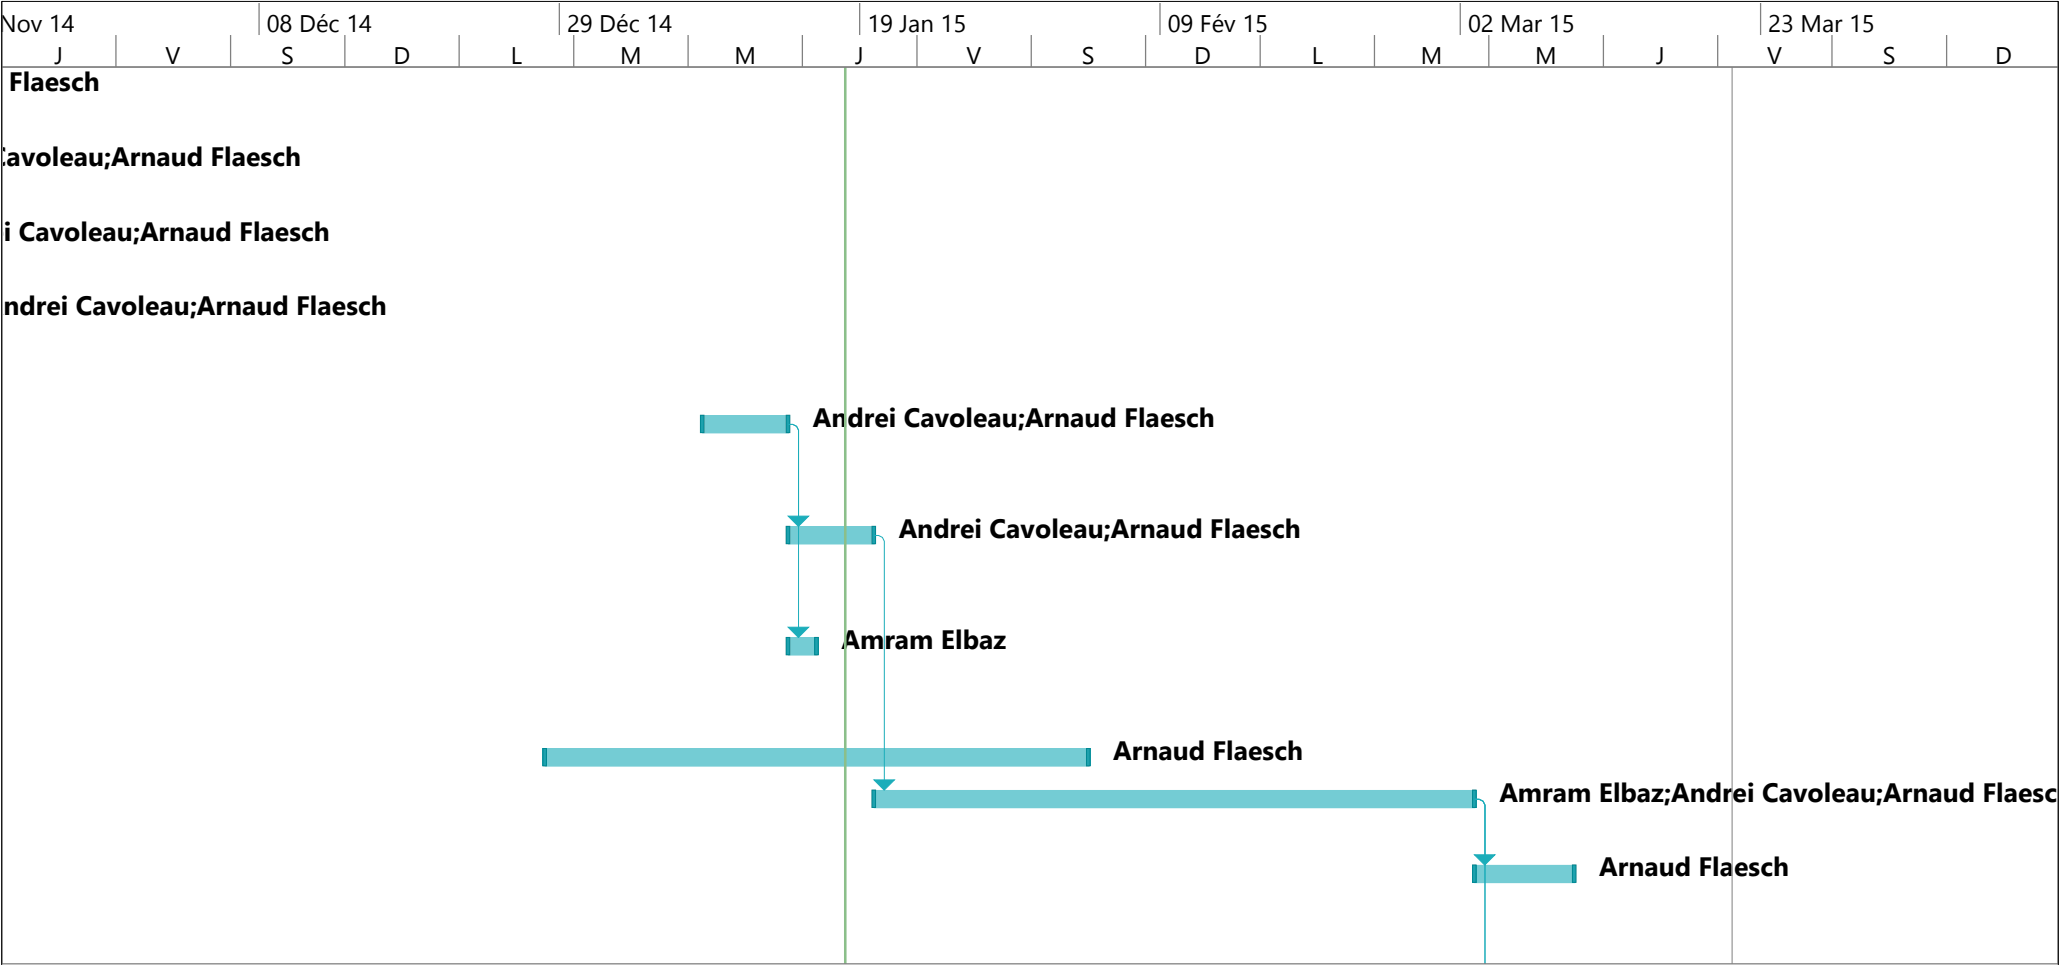 Nov 14 08 Déc 14 29 Déc 14 19 Jan 15 09 Fév 15 02 Mar 15 23 Mar 15
J V S D L M M J V S D L M M J V S D
Flaesch
Cavoleau;Arnaud Flaesch
i Cavoleau;Arnaud Flaesch
ndrei Cavoleau;Arnaud Flaesch
Andrei Cavoleau;Arnaud Flaesch
Andrei Cavoleau;Arnaud Flaesch
Amram Elbaz
Arnaud Flaesch
Amram Elbaz;Andrei Cavoleau;Arnaud Flaesc
Arnaud Flaesch